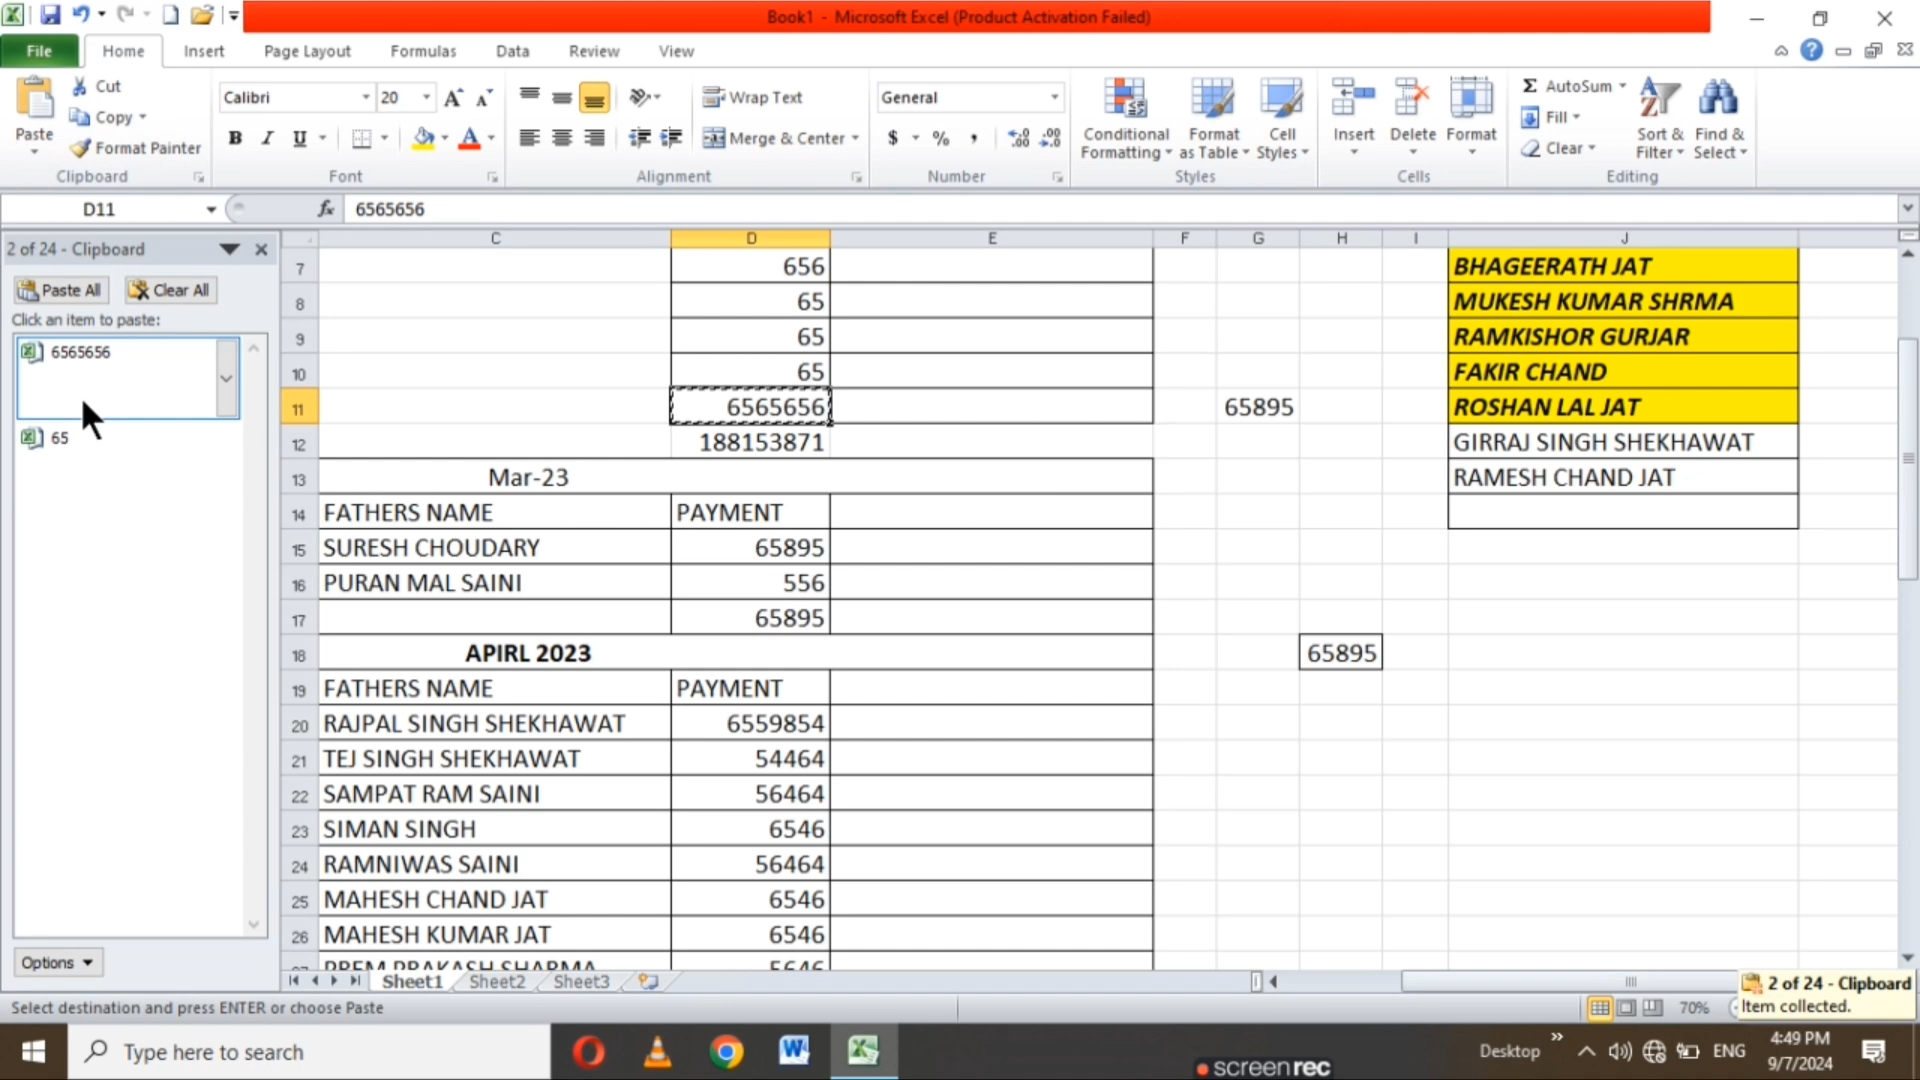 Book1 - Microsoft Excel (Product Activation Failed)
File Home Insert Page Layout Formulas Data Review View
Paste Cut Copy Format Painter Clipboard
Calibri 20 A A B I U A Font
Wrap Text Merge & Center Alignment
General $ % , .0 .00 .00 .0 Number
Conditional Formatting Format as Table Cell Styles Styles
Insert Delete Format Cells
Σ AutoSum Fill Clear Sort & Filter Find & Select Editing
D11 fx 6565656
2 of 24 - Clipboard
Paste All Clear All
Click an item to paste:
6565656
65
Options
C D E F G H I J
7 656 BHAGEERATH JAT
8 65 MUKESH KUMAR SHRMA
9 65 RAMKISHOR GURJAR
10 65 FAKIR CHAND
11 6565656 65895 ROSHAN LAL JAT
12 188153871 GIRRAJ SINGH SHEKHAWAT
13 Mar-23 RAMESH CHAND JAT
14 FATHERS NAME PAYMENT
15 SURESH CHOUDARY 65895
16 PURAN MAL SAINI 556
17 65895
18 APIRL 2023 65895
19 FATHERS NAME PAYMENT
20 RAJPAL SINGH SHEKHAWAT 6559854
21 TEJ SINGH SHEKHAWAT 54464
22 SAMPAT RAM SAINI 56464
23 SIMAN SINGH 6546
24 RAMNIWAS SAINI 56464
25 MAHESH CHAND JAT 6546
26 MAHESH KUMAR JAT 6546
27 PREM PRAKASH SHARMA 5646
Sheet1 Sheet2 Sheet3
Select destination and press ENTER or choose Paste
70%
2 of 24 - Clipboard
Item collected.
Type here to search
screenrec
Desktop » ENG
4:49 PM
9/7/2024